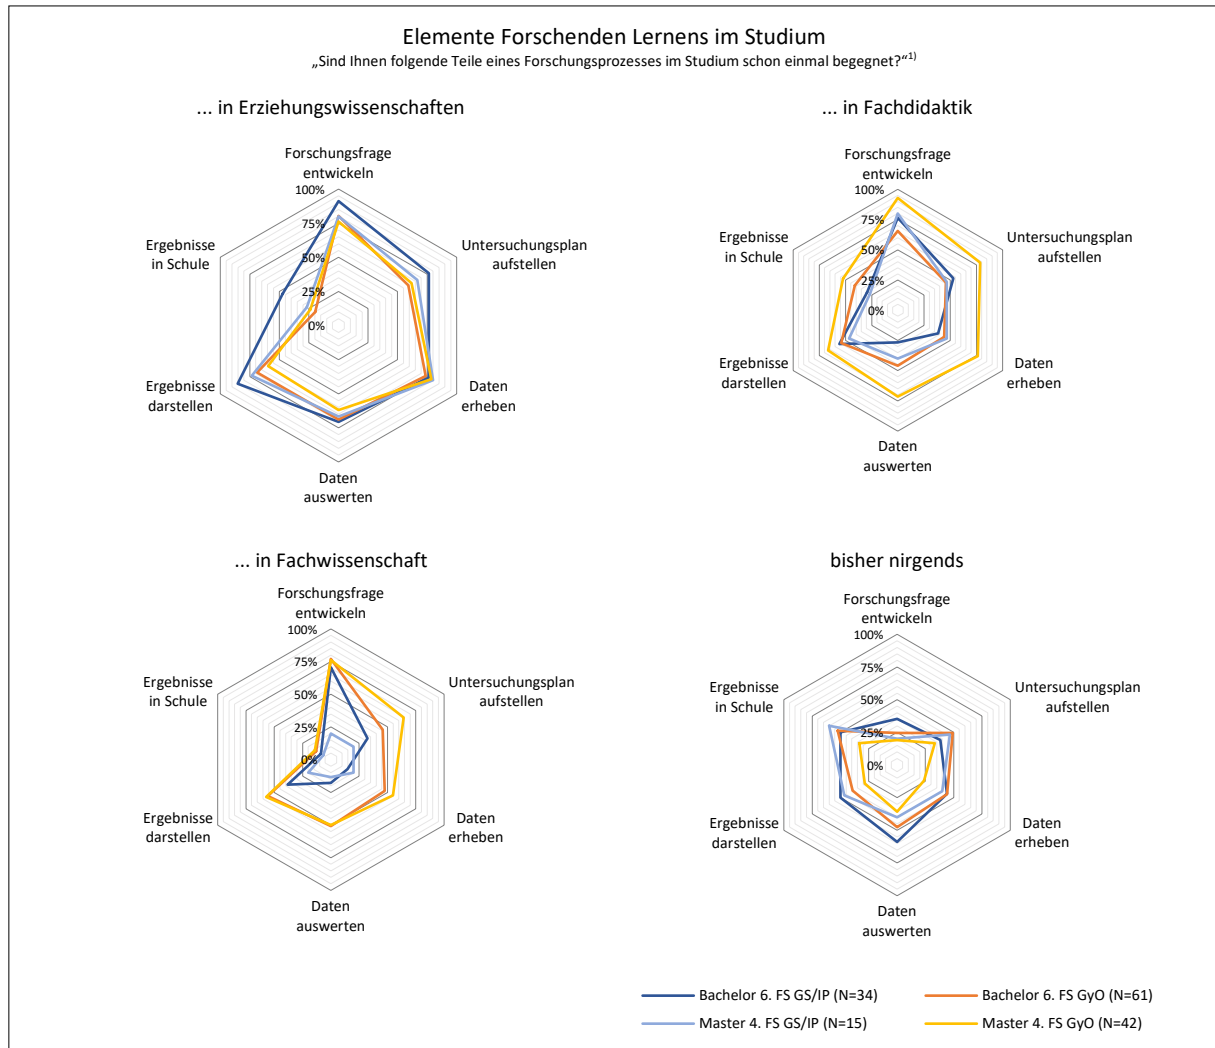 Elemente Forschenden Lernens im Studium
„Sind Ihnen folgende Teile eines Forschungsprozesses im Studium schon einmal begegnet?“1)
... in Erziehungswissenschaften
Forschungsfrage
entwickeln
100%
75%
50%
25%
0%
Untersuchungsplan
aufstellen
Daten
erheben
Daten
auswerten
Ergebnisse
darstellen
Ergebnisse
in Schule
... in Fachdidaktik
Forschungsfrage
entwickeln
100%
75%
50%
25%
0%
Untersuchungsplan
aufstellen
Daten
erheben
Daten
auswerten
Ergebnisse
darstellen
Ergebnisse
in Schule
... in Fachwissenschaft
Forschungsfrage
entwickeln
100%
75%
50%
25%
0%
Untersuchungsplan
aufstellen
Daten
erheben
Daten
auswerten
Ergebnisse
darstellen
Ergebnisse
in Schule
bisher nirgends
Forschungsfrage
entwickeln
100%
75%
50%
25%
0%
Untersuchungsplan
aufstellen
Daten
erheben
Daten
auswerten
Ergebnisse
darstellen
Ergebnisse
in Schule
Bachelor 6. FS GS/IP (N=34)
Bachelor 6. FS GyO (N=61)
Master 4. FS GS/IP (N=15)
Master 4. FS GyO (N=42)